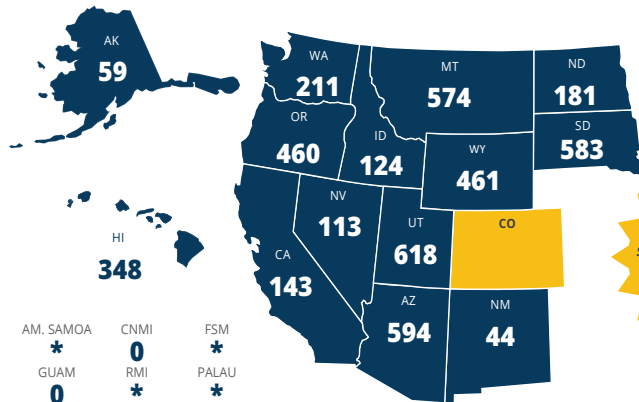 AK
59
WA
211
MT
574
ND
181
OR
460
ID
124
WY
461
SD
583
NV
113
UT
618
CO
HI
348
CA
143
AZ
594
NM
44
AM. SAMOA CNMI FSM
* 0 *
GUAM RMI PALAU
0 * *